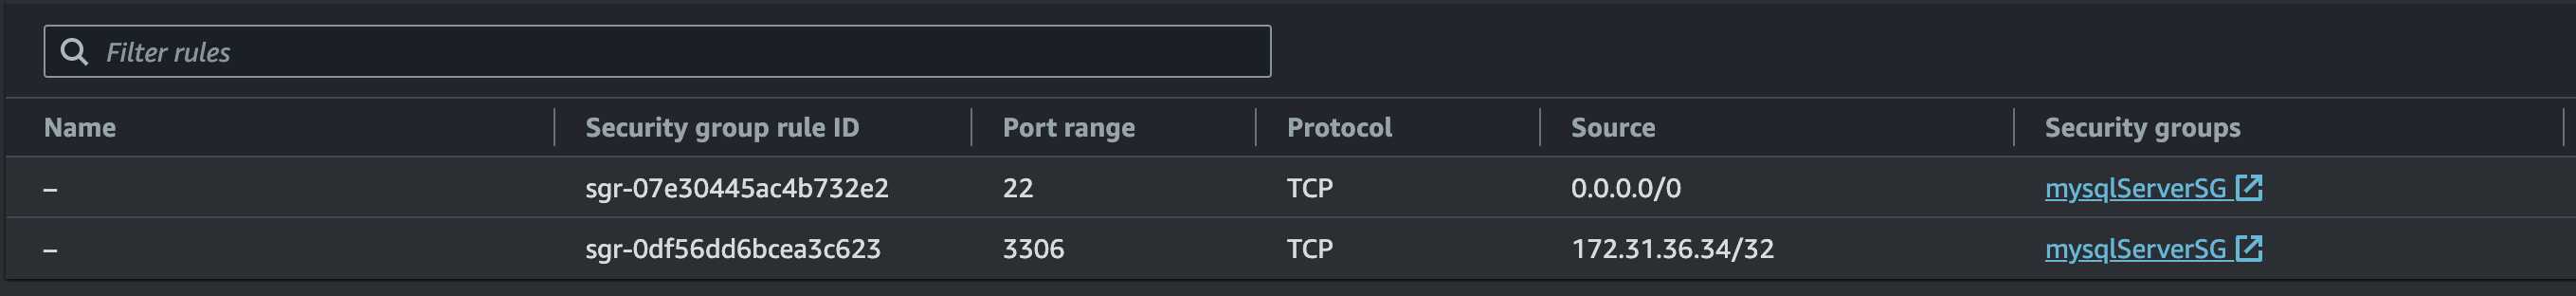 Filter rules
Name Security group rule ID Port range Protocol Source Security groups
– sgr-07e30445ac4b732e2 22 TCP 0.0.0.0/0 mysqlServerSG
– sgr-0df56dd6bcea3c623 3306 TCP 172.31.36.34/32 mysqlServerSG